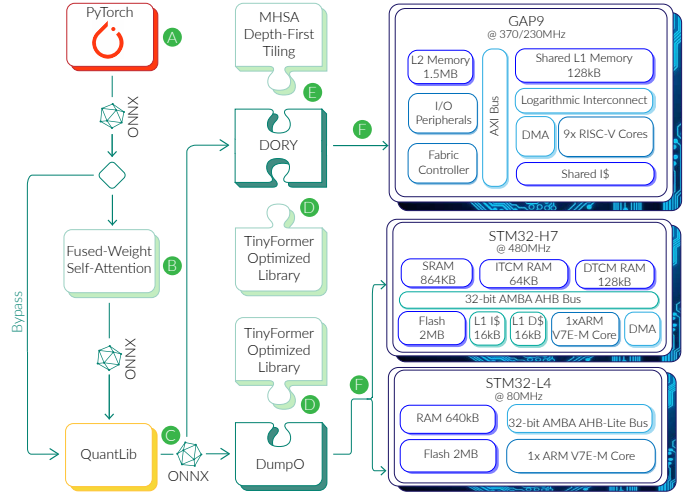 PyTorch
A
ONNX
Bypass
Fused-Weight
Self-Attention
B
ONNX
QuantLib
C
ONNX
MHSA
Depth-First
Tiling
E
DORY
F
D
TinyFormer
Optimized
Library
TinyFormer
Optimized
Library
D
DumpO
F
GAP9
@ 370/230MHz
L2 Memory
1.5MB
I/O
Peripherals
Fabric
Controller
AXI Bus
Shared L1 Memory
128kB
Logarithmic Interconnect
DMA
9x RISC-V Cores
Shared I$
STM32-H7
@ 480MHz
SRAM
864KB
ITCM RAM
64KB
DTCM RAM
128kB
32-bit AMBA AHB Bus
Flash
2MB
L1 I$
16kB
L1 D$
16kB
1xARM
V7E-M Core
DMA
STM32-L4
@ 80MHz
RAM 640kB
32-bit AMBA AHB-Lite Bus
Flash 2MB
1x ARM V7E-M Core